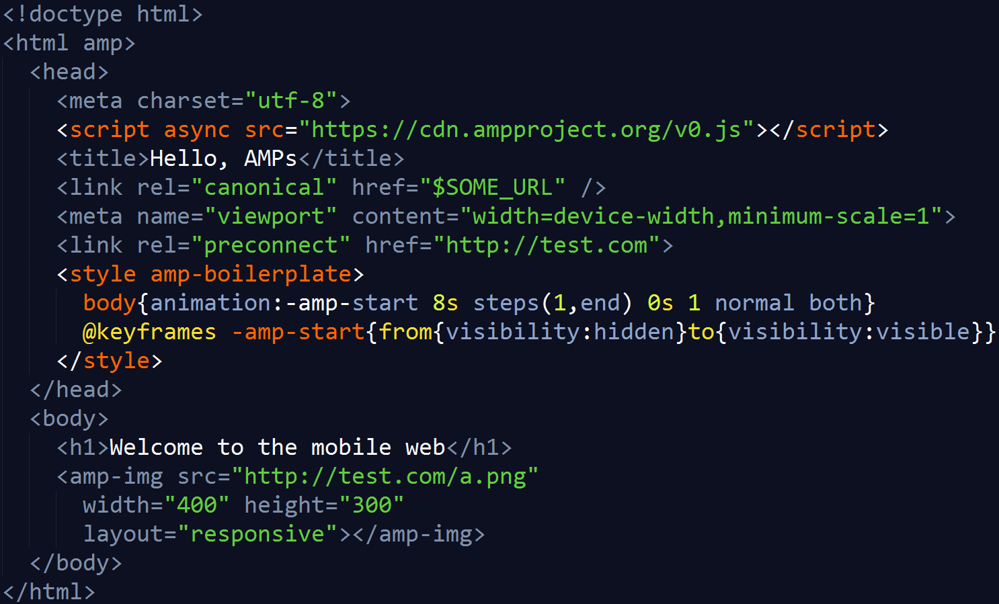 <!doctype html>
<html amp>
  <head>
    <meta charset="utf-8">
    <script async src="https://cdn.ampproject.org/v0.js"></script>
    <title>Hello, AMPs</title>
    <link rel="canonical" href="$SOME_URL" />
    <meta name="viewport" content="width=device-width,minimum-scale=1">
    <link rel="preconnect" href="http://test.com">
    <style amp-boilerplate>
      body{animation:-amp-start 8s steps(1,end) 0s 1 normal both}
      @keyframes -amp-start{from{visibility:hidden}to{visibility:visible}}
    </style>
  </head>
  <body>
    <h1>Welcome to the mobile web</h1>
    <amp-img src="http://test.com/a.png"
      width="400" height="300"
      layout="responsive"></amp-img>
  </body>
</html>